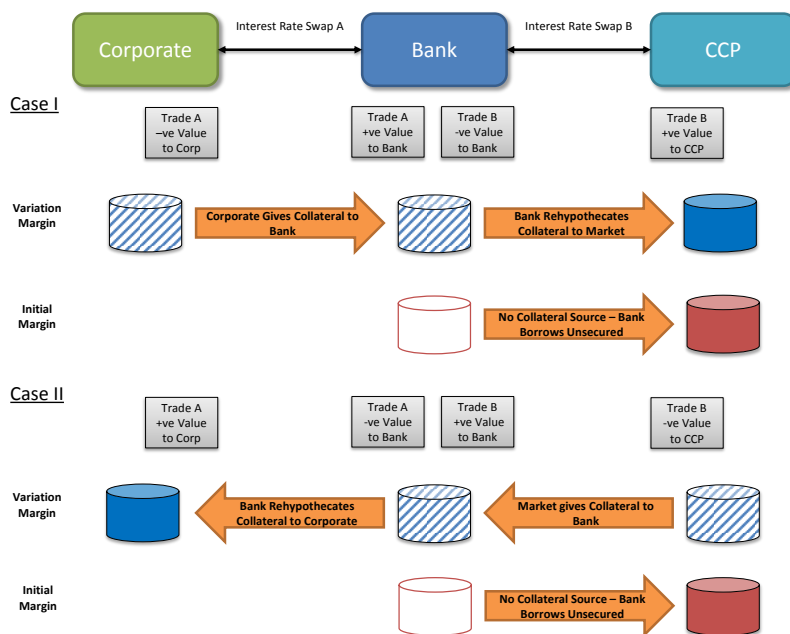 Interest Rate Swap A
Interest Rate Swap B
Corporate
Bank
CCP
Case I
Trade A
–ve Value
to Corp
Trade A
+ve Value
to Bank
Trade B
-ve Value
to Bank
Trade B
+ve Value
to CCP
Variation
Margin
Corporate Gives Collateral to
Bank
Bank Rehypothecates
Collateral to Market
Initial
Margin
No Collateral Source – Bank
Borrows Unsecured
Case II
Trade A
+ve Value
to Corp
Trade A
-ve Value
to Bank
Trade B
+ve Value
to Bank
Trade B
-ve Value
to CCP
Variation
Margin
Bank Rehypothecates
Collateral to Corporate
Market gives Collateral to
Bank
Initial
Margin
No Collateral Source – Bank
Borrows Unsecured